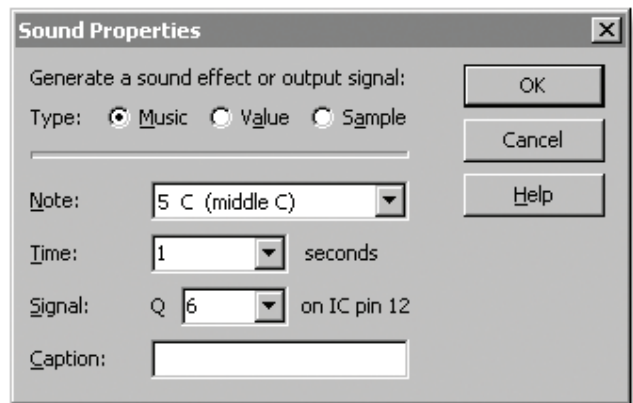 Sound Properties
Generate a sound effect or output signal:
Type: Music Value Sample
OK
Cancel
Help
Note: 5 C (middle C)
Time: 1 seconds
Signal: Q 6 on IC pin 12
Caption: